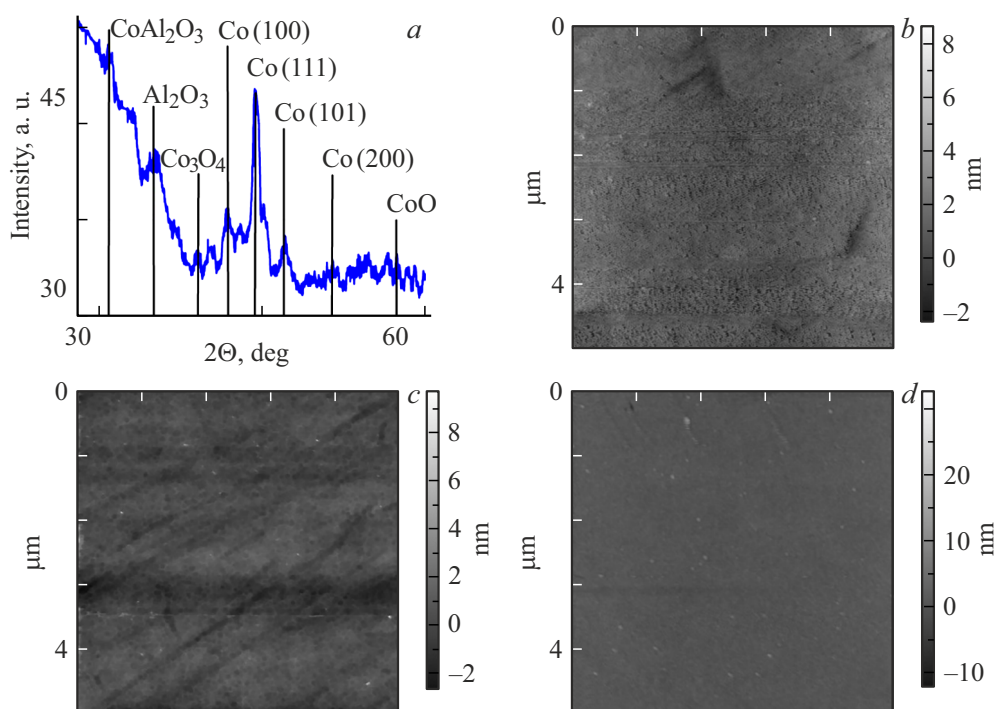 CoAl₂O₃
Co (100)
a
Co (111)
Al₂O₃
Co (101)
Co₃O₄
Co (200)
CoO
45
30
Intensity, a. u.
30
60
2Θ, deg
0
b
8
6
4
2
0
–2
nm
μm
4
0
c
8
6
4
2
0
–2
nm
μm
4
0
d
20
10
0
–10
nm
μm
4